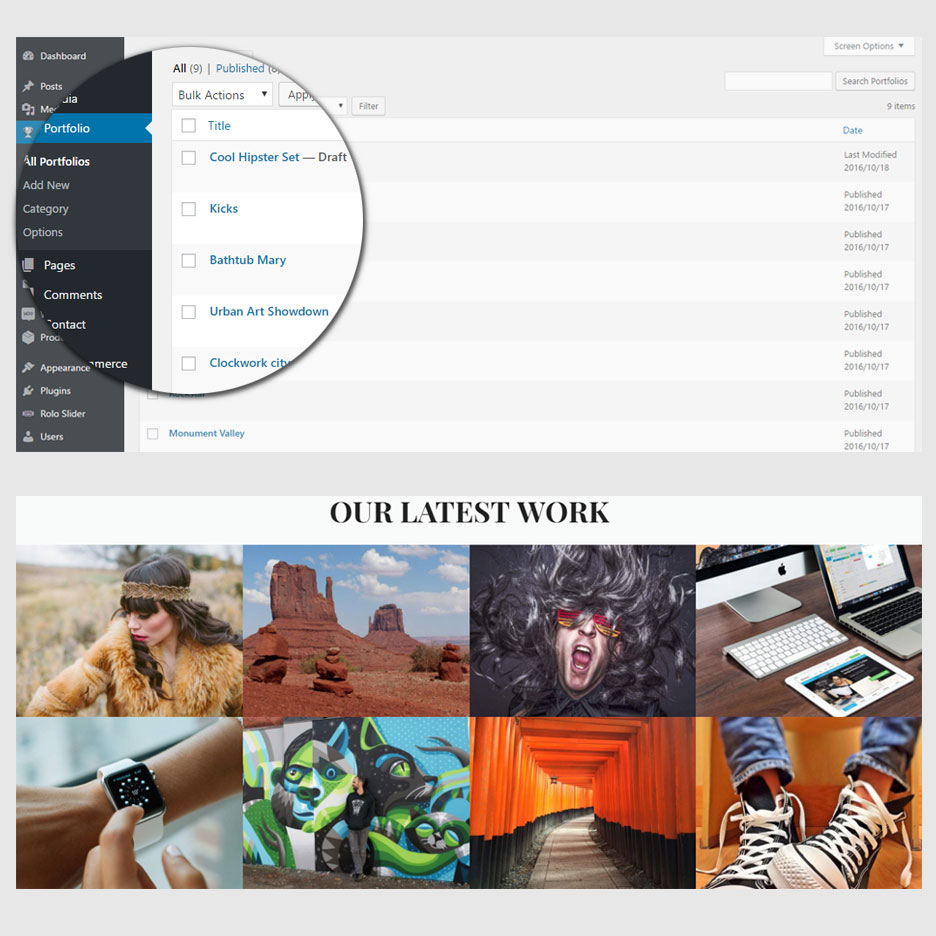 Dashboard
Posts
Me
dia
Portfolio
All Portfolios
Add New
Category
Options
Pages
Comments
Contact
Prod
merce
Appearance
Plugins
Rolo Slider
Users
Screen Options ▼
Search Portfolios
All (9) | Published (8)
Bulk Actions ▼
Apply
Filter
9 items
Title
Date
Cool Hipster Set — Draft
Last Modified
2016/10/18
Kicks
Published
2016/10/17
Bathtub Mary
Published
2016/10/17
Urban Art Showdown
Published
2016/10/17
Clockwork city
Published
2016/10/17
Published
2016/10/17
Published
2016/10/17
Monument Valley
Published
2016/10/17
OUR LATEST WORK